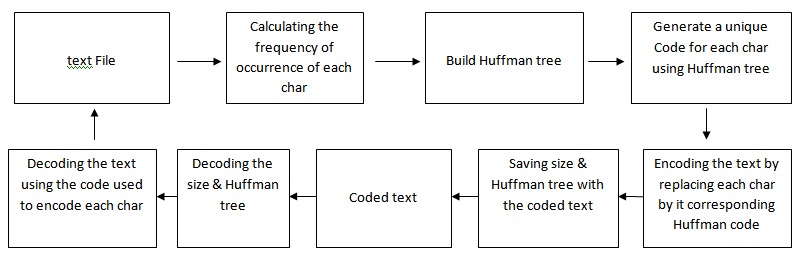 text File
Calculating the
frequency of
occurrence of each
char
Build Huffman tree
Generate a unique
Code for each char
using Huffman tree
Decoding the text
using the code used
to encode each char
Decoding the
size & Huffman
tree
Coded text
Saving size &
Huffman tree with
the coded text
Encoding the text by
replacing each char
by it corresponding
Huffman code